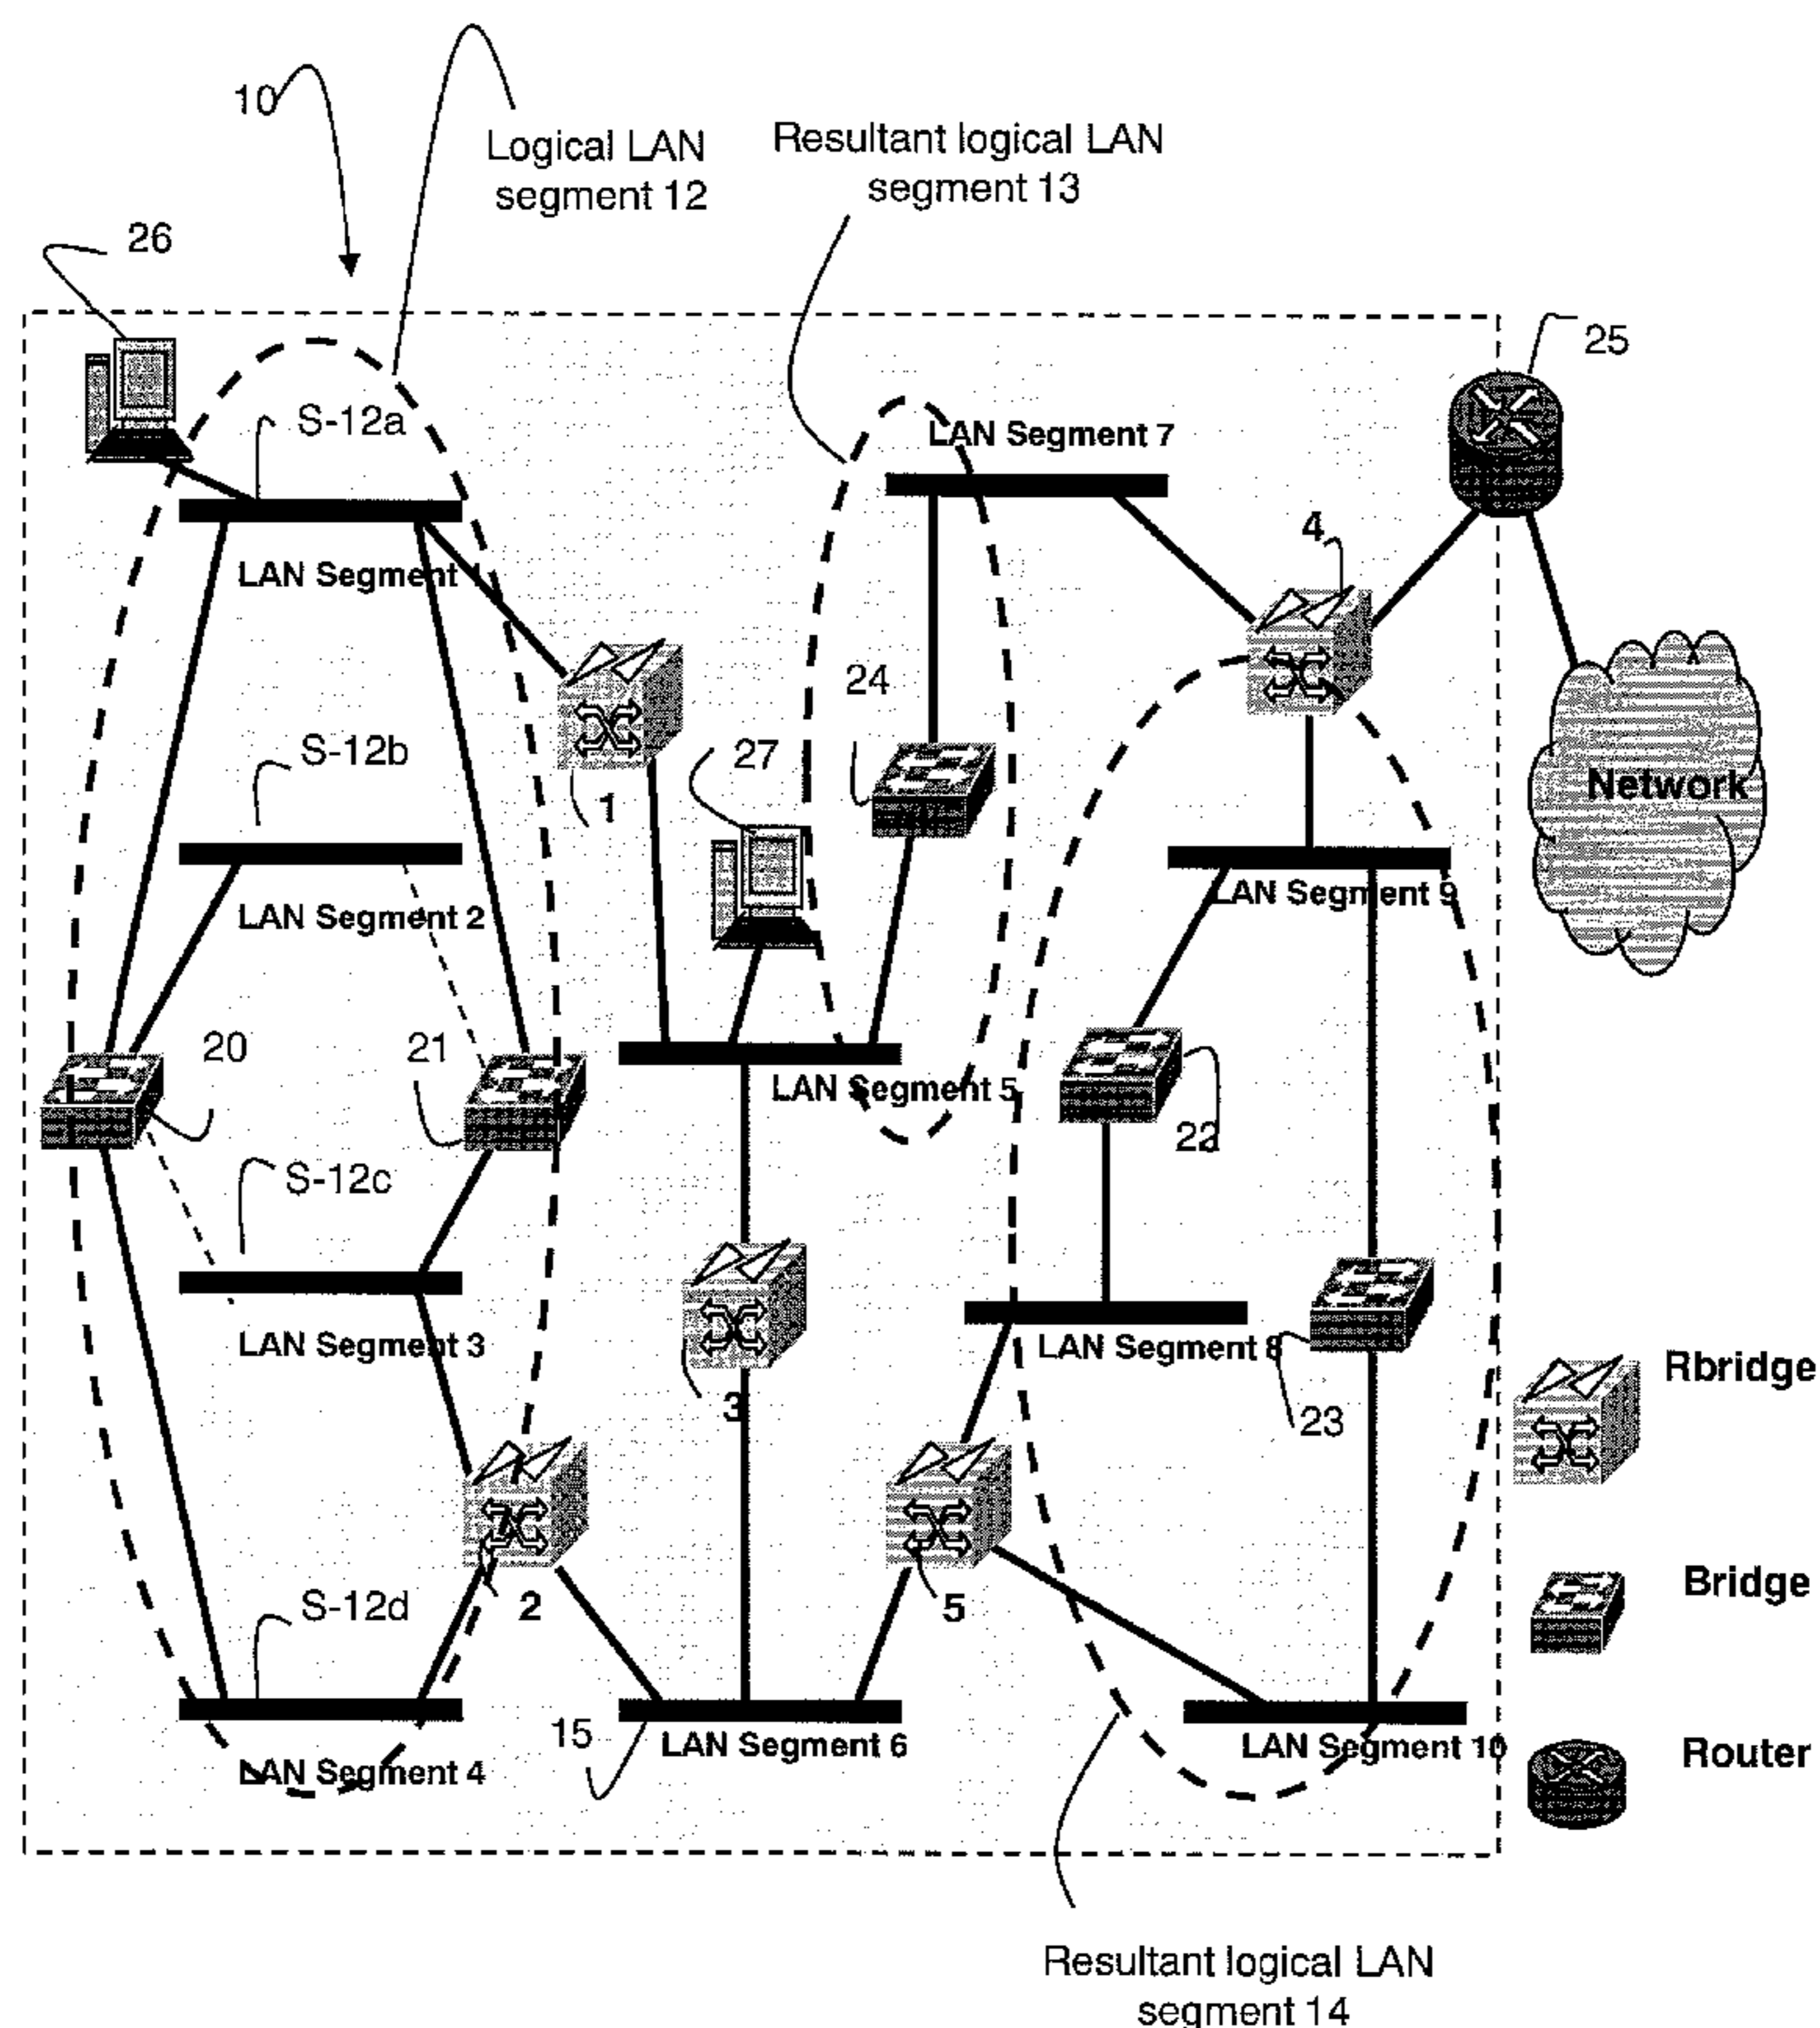 10
Logical LAN
segment 12
Resultant logical LAN
segment 13
26
25
S-12a
LAN Segment 7
4
LAN Segment 1
24
S-12b
27
1
Network
LAN Segment 2
LAN Segment 9
20
21
LAN Segment 5
22
S-12c
LAN Segment 3
LAN Segment 8
Rbridge
3
23
S-12d
2
5
Bridge
15
LAN Segment 6
LAN Segment 10
Router
LAN Segment 4
Resultant logical LAN
segment 14